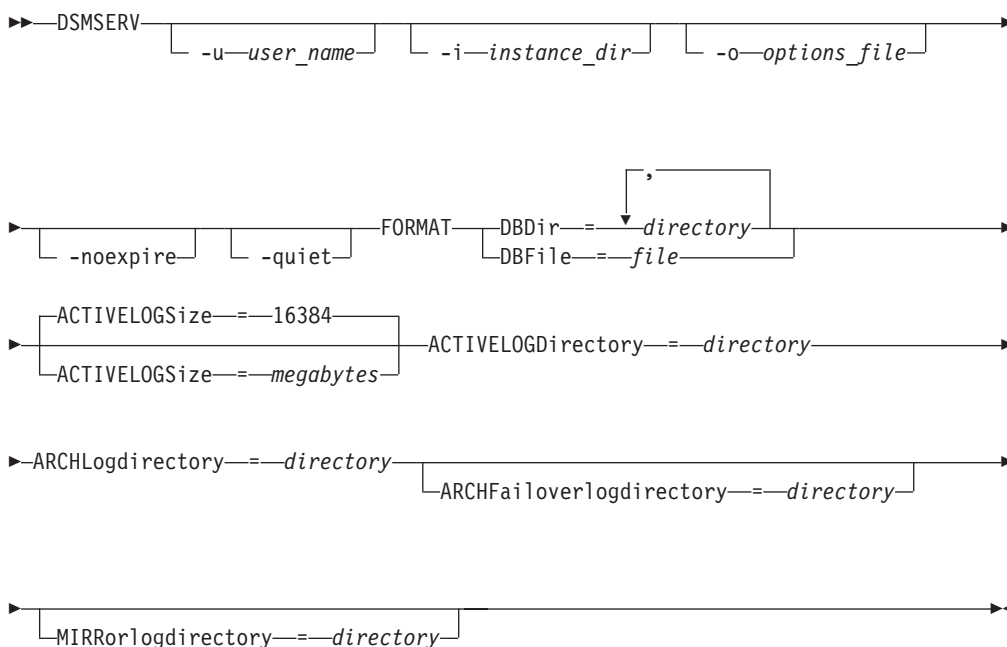 DSMSERV
-u user_name -i instance_dir -o options_file
,
FORMAT DBDir = directory
-noexpire -quiet DBFile = file
ACTIVELOGSize = 16384
ACTIVELOGDirectory = directory
ACTIVELOGSize = megabytes
ARCHLogdirectory = directory
ARCHFailoverlogdirectory = directory
MIRRorlogdirectory = directory